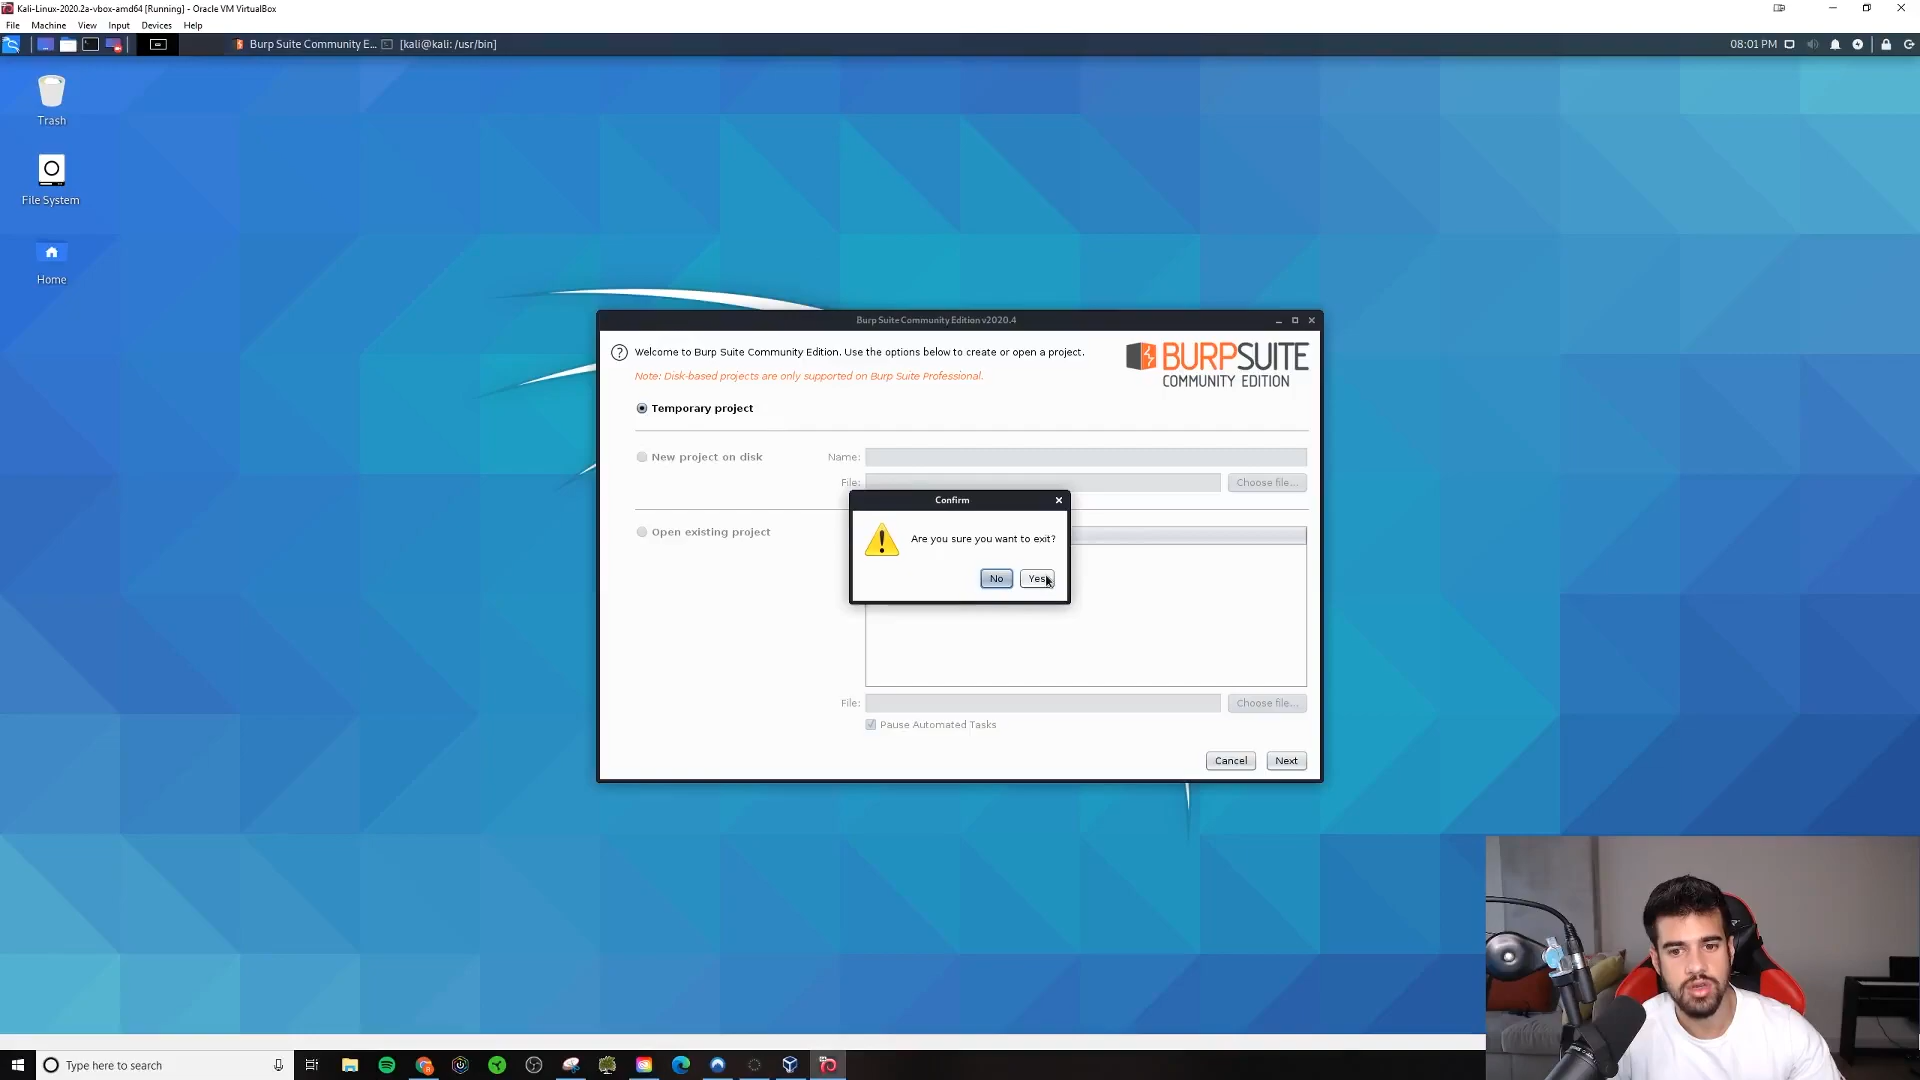 Kali-Linux-2020.2a-vbox-amd64 [Running] - Oracle VM VirtualBox
File Machine View Input Devices Help
Burp Suite Community E... [kali@kali: /usr/bin] 08:01 PM
Trash
File System
Home
Burp Suite Community Edition v2020.4
Welcome to Burp Suite Community Edition. Use the options below to create or open a project.
Note: Disk-based projects are only supported on Burp Suite Professional.
BURPSUITE
COMMUNITY EDITION
Temporary project
New project on disk Name:
File: Choose file...
Open existing project
Confirm
Are you sure you want to exit?
No Yes
File: Choose file...
Pause Automated Tasks
Cancel Next
Type here to search